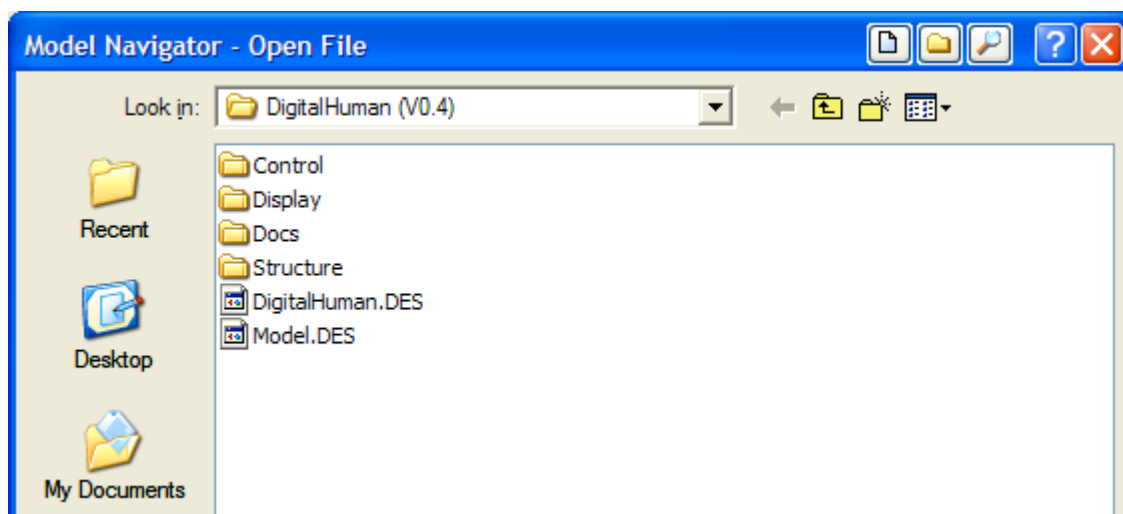 Model Navigator - Open File
?
Look in:
DigitalHuman (V0.4)
Control
Display
Docs
Structure
DigitalHuman.DES
Model.DES
Recent
Desktop
My Documents